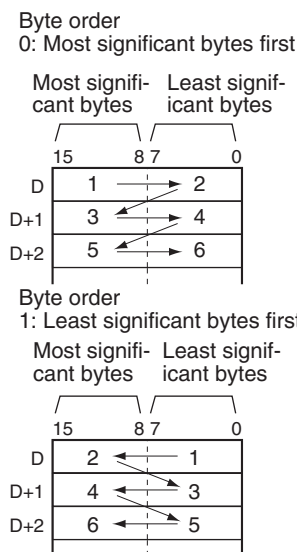 Byte order
0: Most significant bytes first
Most signifi- Least signif-
cant bytes icant bytes
15 8 7 0
D 1 2
D+1 3 4
D+2 5 6
Byte order
1: Least significant bytes first
Most signifi- Least signif-
cant bytes icant bytes
15 8 7 0
D 2 1
D+1 4 3
D+2 6 5